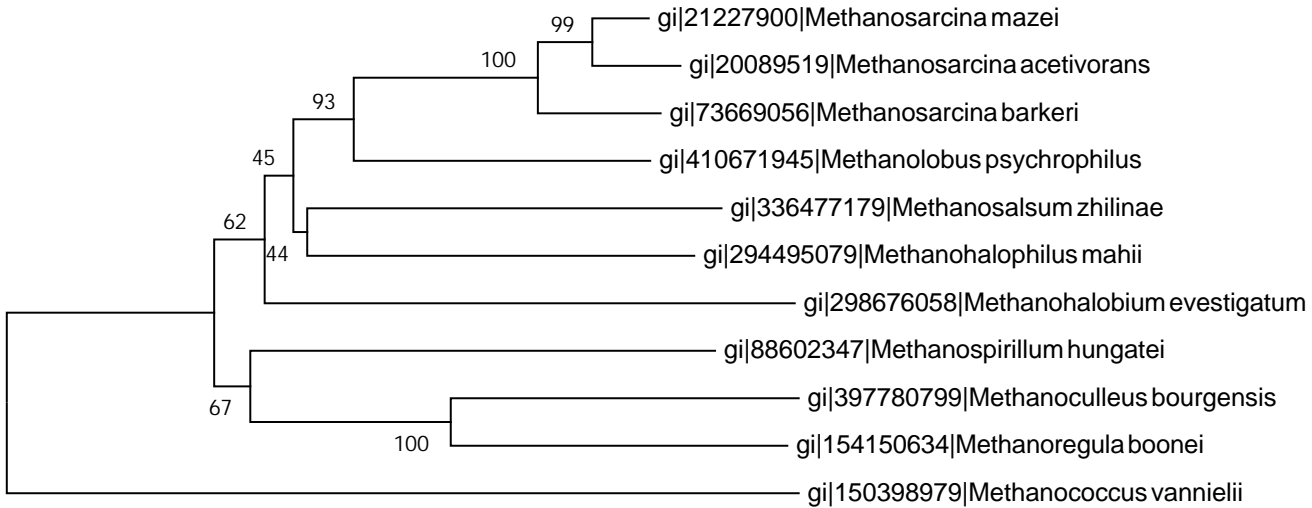 99
gi|21227900|Methanosarcina mazei
100
gi|20089519|Methanosarcina acetivorans
93
gi|73669056|Methanosarcina barkeri
45
gi|410671945|Methanolobus psychrophilus
62
gi|336477179|Methanosalsum zhilinae
44
gi|294495079|Methanohalophilus mahii
gi|298676058|Methanohalobium evestigatum
gi|88602347|Methanospirillum hungatei
67
gi|397780799|Methanoculleus bourgensis
100
gi|154150634|Methanoregula boonei
gi|150398979|Methanococcus vannielii